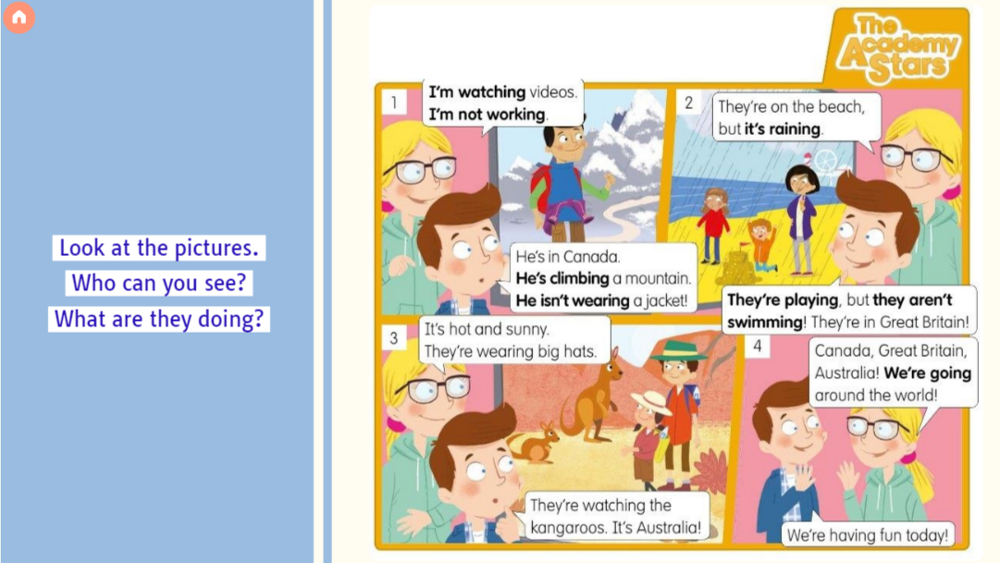 Look at the pictures.
Who can you see?
What are they doing?
The
Academy
Stars
1
I'm watching videos.
I'm not working.
He's in Canada.
He's climbing a mountain.
He isn't wearing a jacket!
2
They're on the beach,
but it's raining.
They're playing, but they aren't
swimming! They're in Great Britain!
3
It's hot and sunny.
They're wearing big hats.
They're watching the
kangaroos. It's Australia!
4
Canada, Great Britain,
Australia! We're going
around the world!
We're having fun today!